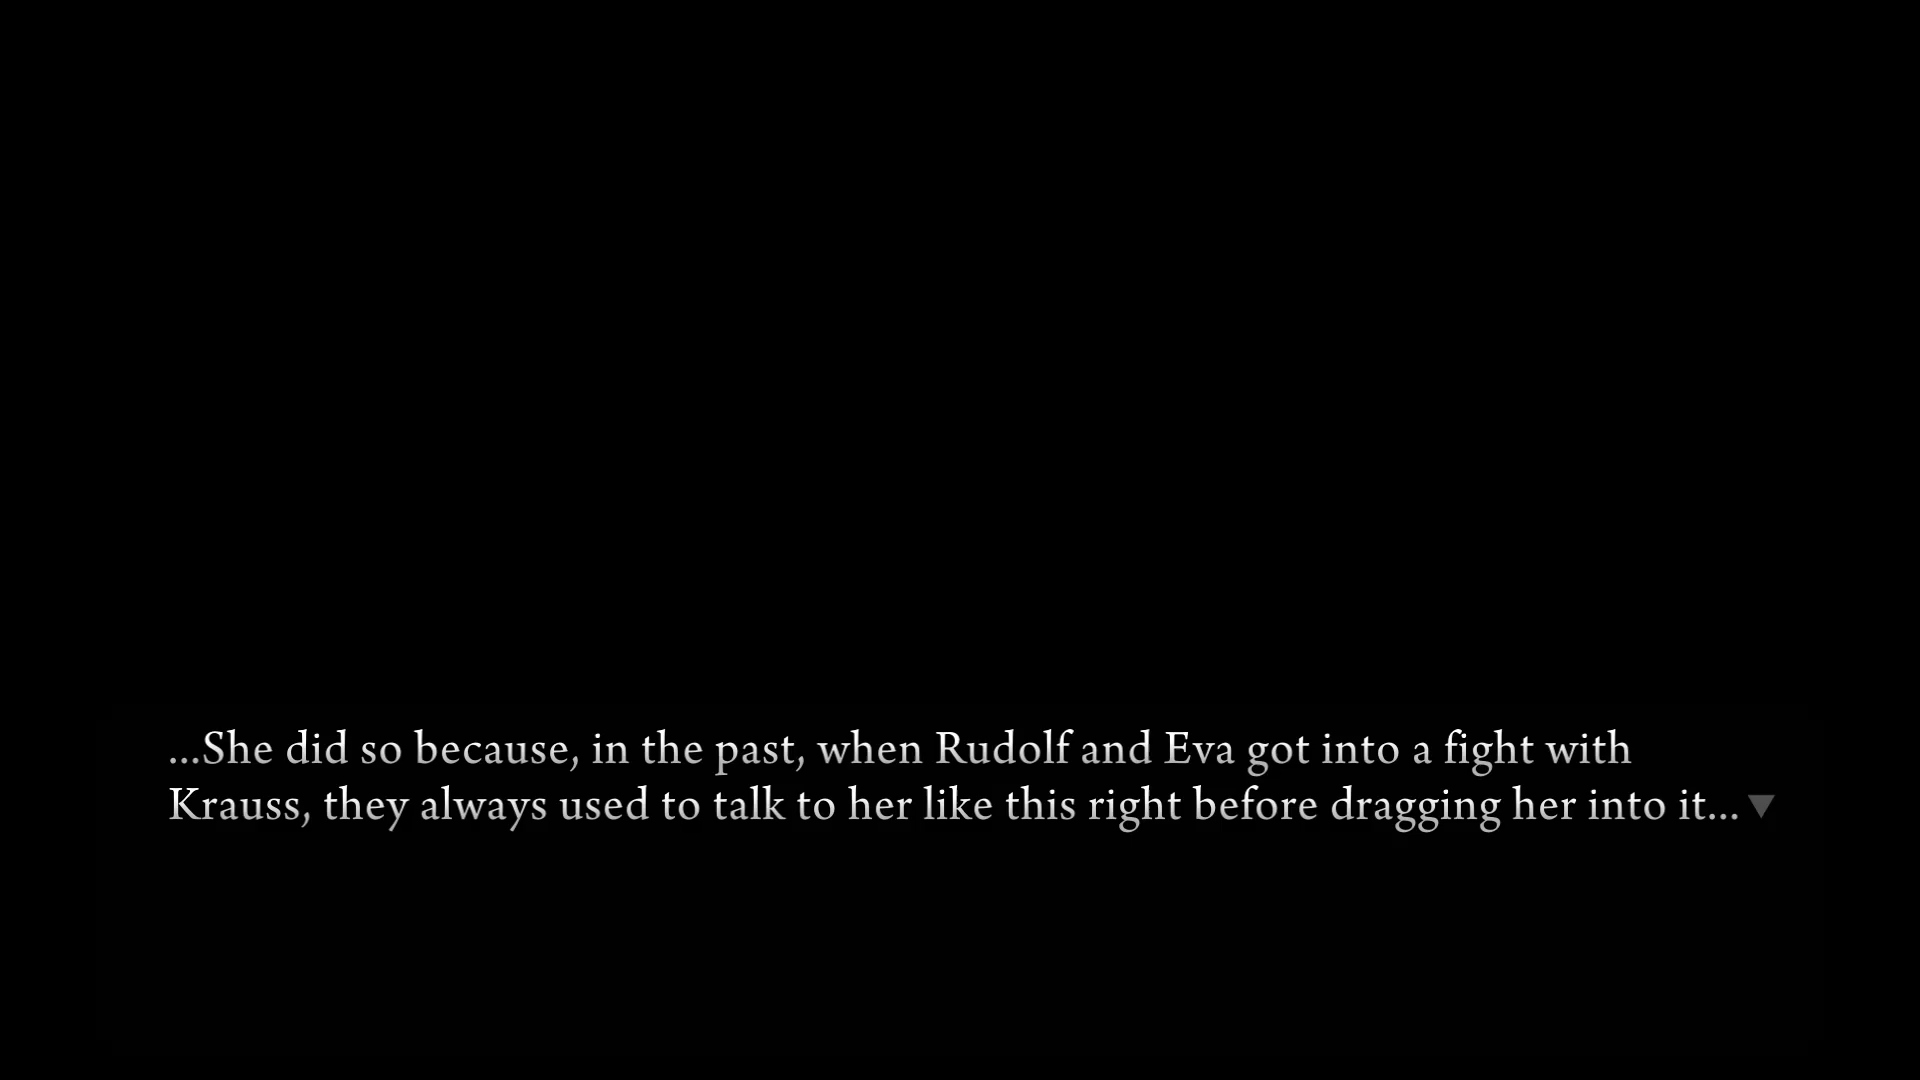 ...She did so because, in the past, when Rudolf and Eva got into a fight with
Krauss, they always used to talk to her like this right before dragging her into it...